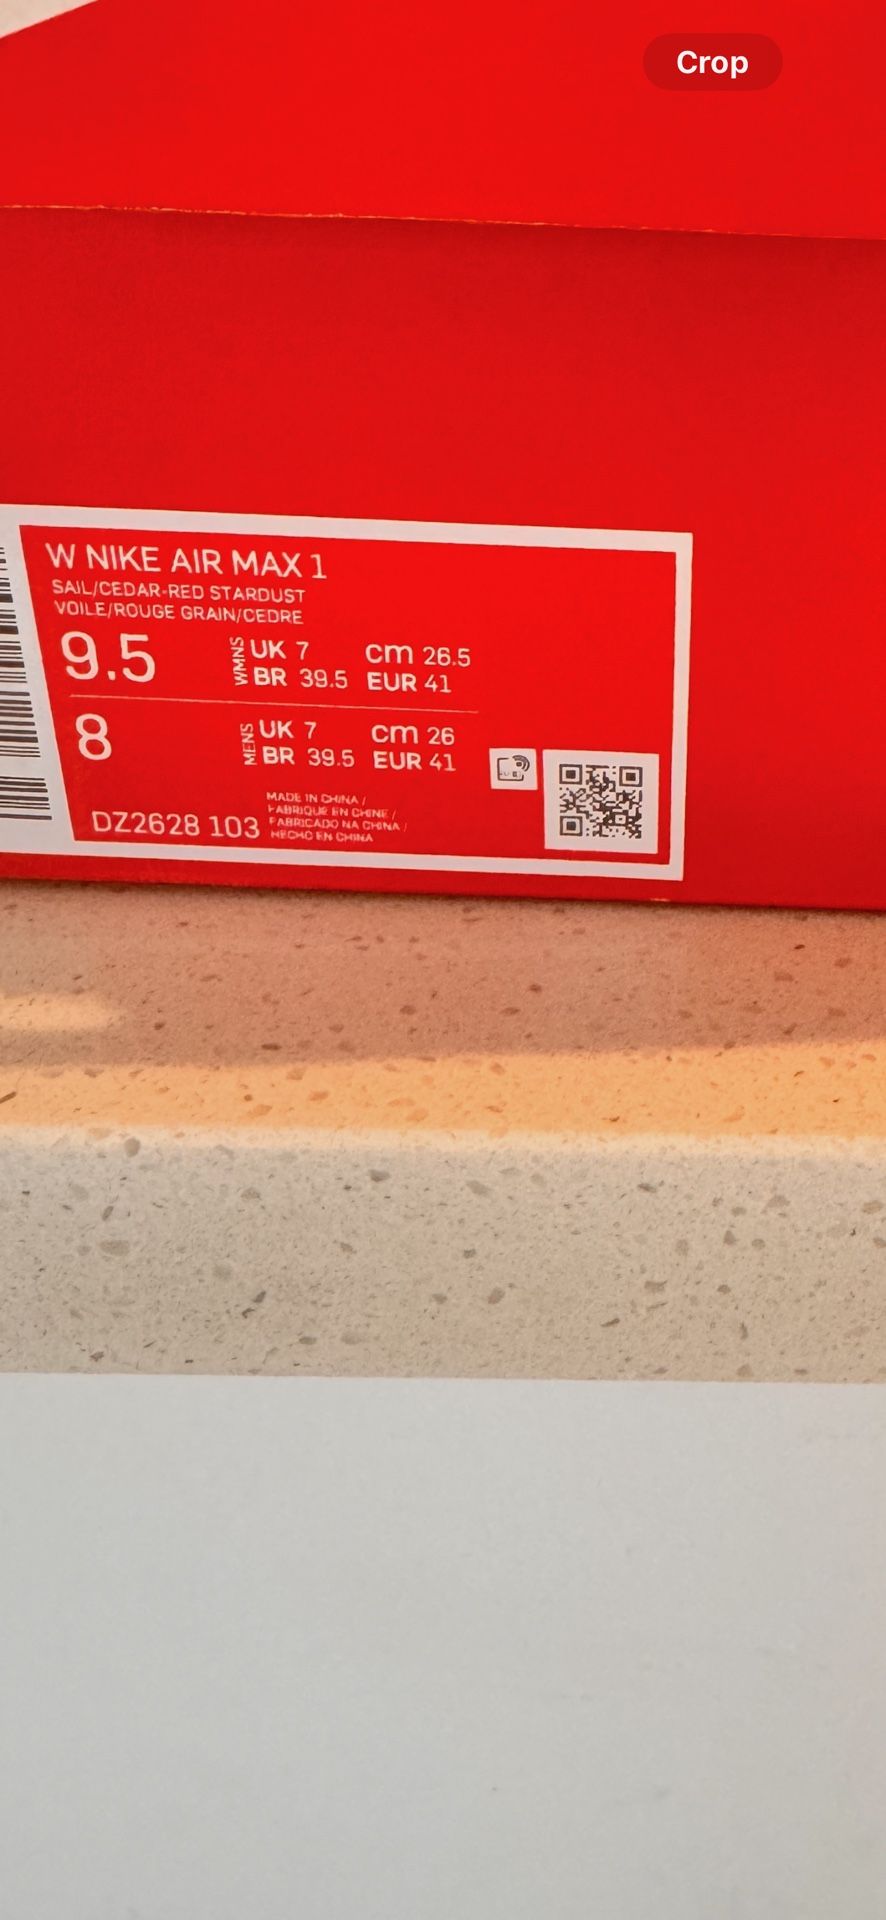 Crop
W NIKE AIR MAX 1
SAIL/CEDAR-RED STARDUST
VOILE/ROUGE GRAIN/CEDRE
9.5 WMNS UK 7 cm 26.5
BR 39.5 EUR 41
8 MENS UK 7 cm 26
BR 39.5 EUR 41
DZ2628 103
MADE IN CHINA /
FABRIQUE EN CHINE /
FABRICADO NA CHINA /
HECHO EN CHINA